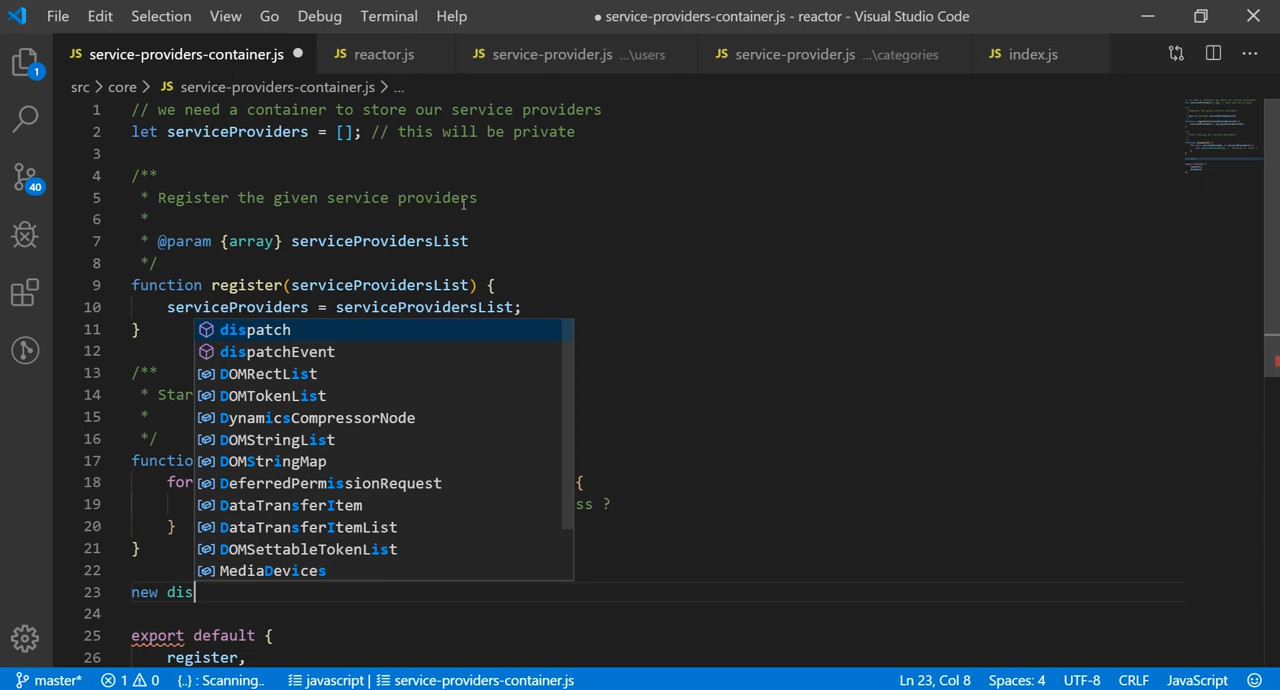 File Edit Selection View Go Debug Terminal Help ● service-providers-container.js - reactor - Visual Studio Code
JS service-providers-container.js ● JS reactor.js JS service-provider.js ...\users JS service-provider.js ...\categories JS index.js
src > core > JS service-providers-container.js > ...
1 // we need a container to store our service providers
2 let serviceProviders = []; // this will be private
3
4 /**
5 * Register the given service providers
6 *
7 * @param {array} serviceProvidersList
8 */
9 function register(serviceProvidersList) {
10 serviceProviders = serviceProvidersList;
11 }
dispatch
12 dispatchEvent
13 /** DOMRectList
14 * Star DOMTokenList
15 * DynamicsCompressorNode
16 */ DOMStringList
17 functio DOMStringMap
18 for DeferredPermissionRequest {
19 DataTransferItem ss ?
20 } DataTransferItemList
21 } DOMSettableTokenList
22 MediaDevices
23 new dis
24
25 export default {
26 register,
1
40
master* 1 0 {..} : Scanning.. javascript | service-providers-container.js Ln 23, Col 8 Spaces: 4 UTF-8 CRLF JavaScript